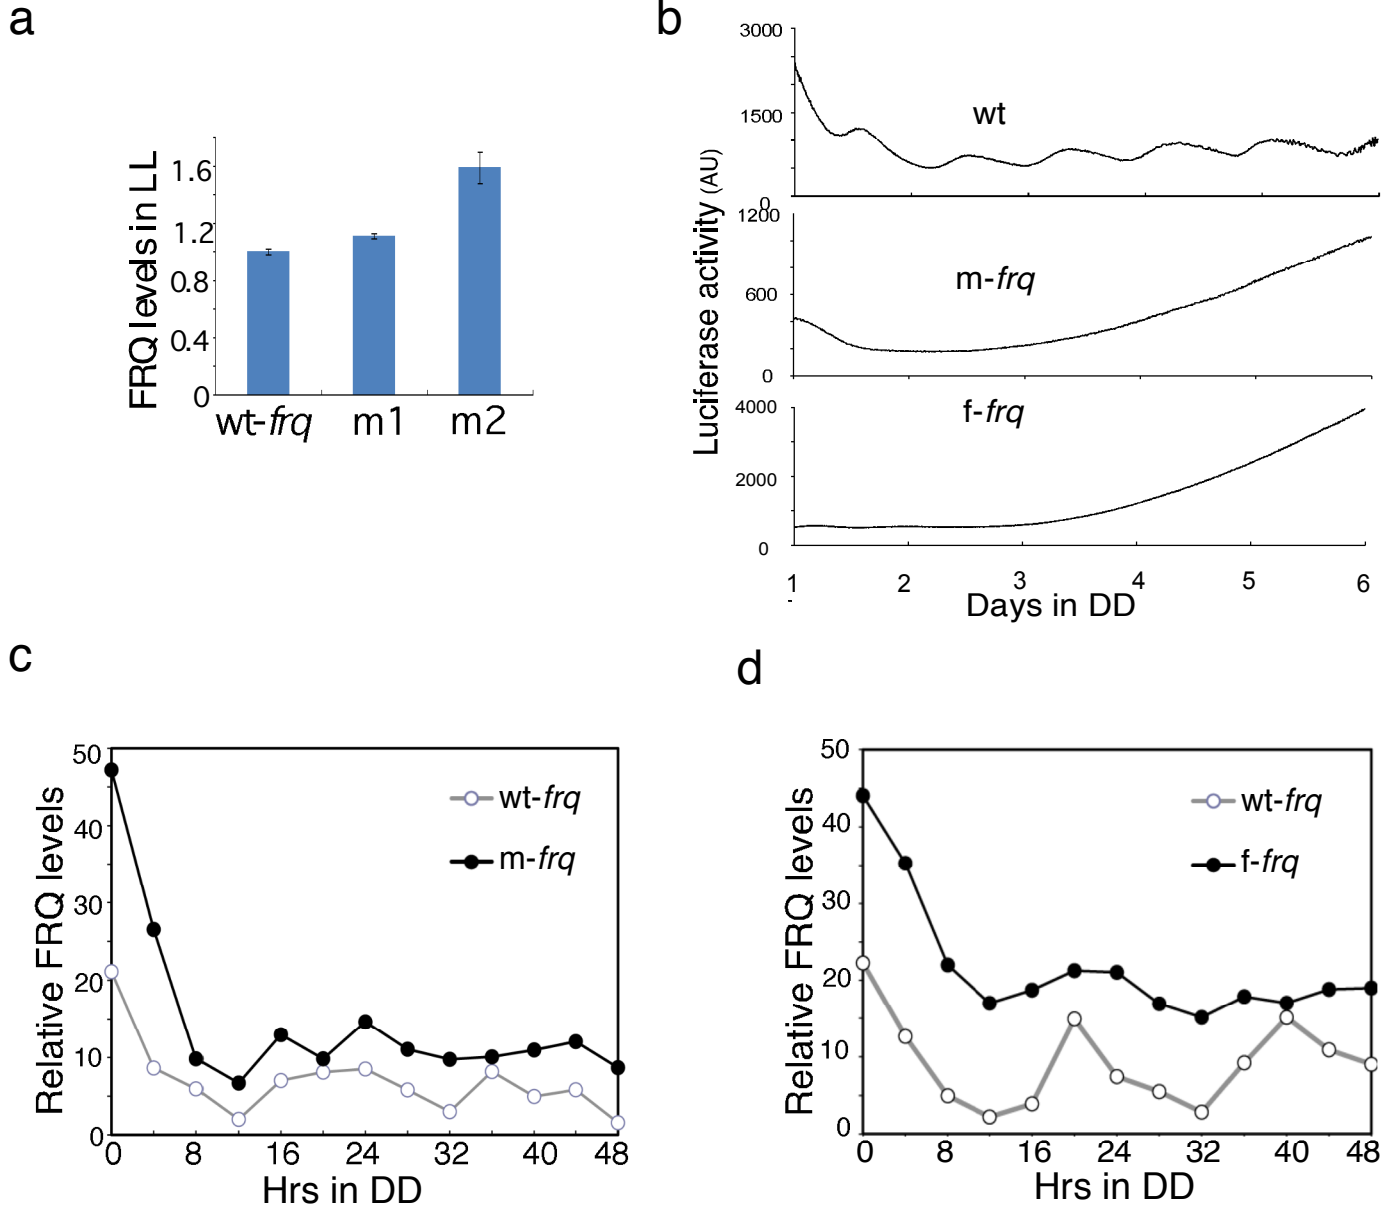 a
FRQ levels in LL
1.6
1.2
0.8
0.4
0
wt-frq m1 m2
b
Luciferase activity (AU)
3000
1500
0
wt
1200
600
0
m-frq
4000
2000
0
f-frq
1 2 3 4 5 6
Days in DD
c
Relative FRQ levels
50
40
30
20
10
0
wt-frq
m-frq
0 8 16 24 32 40 48
Hrs in DD
d
Relative FRQ levels
50
40
30
20
10
0
wt-frq
f-frq
0 8 16 24 32 40 48
Hrs in DD